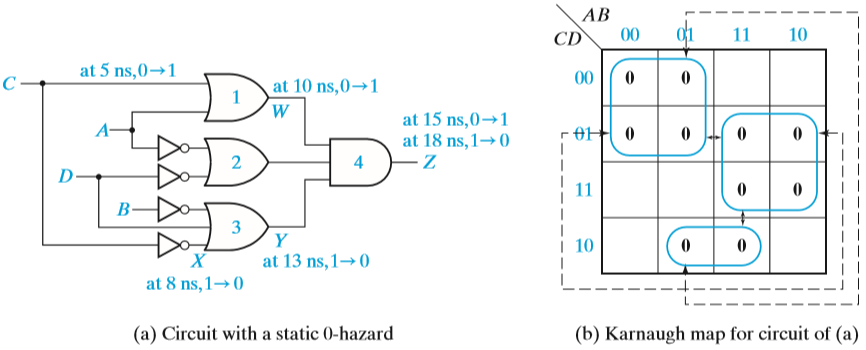 C
at 5 ns,0→1
1
at 10 ns,0→1
W
A
2
at 15 ns,0→1
at 18 ns,1→0
4
Z
D
B
3
X
Y
at 8 ns,1→0
at 13 ns,1→0
(a) Circuit with a static 0-hazard
AB
CD
00 01 11 10
00 0 0
01 0 0 0 0
11 0 0
10 0 0
(b) Karnaugh map for circuit of (a)